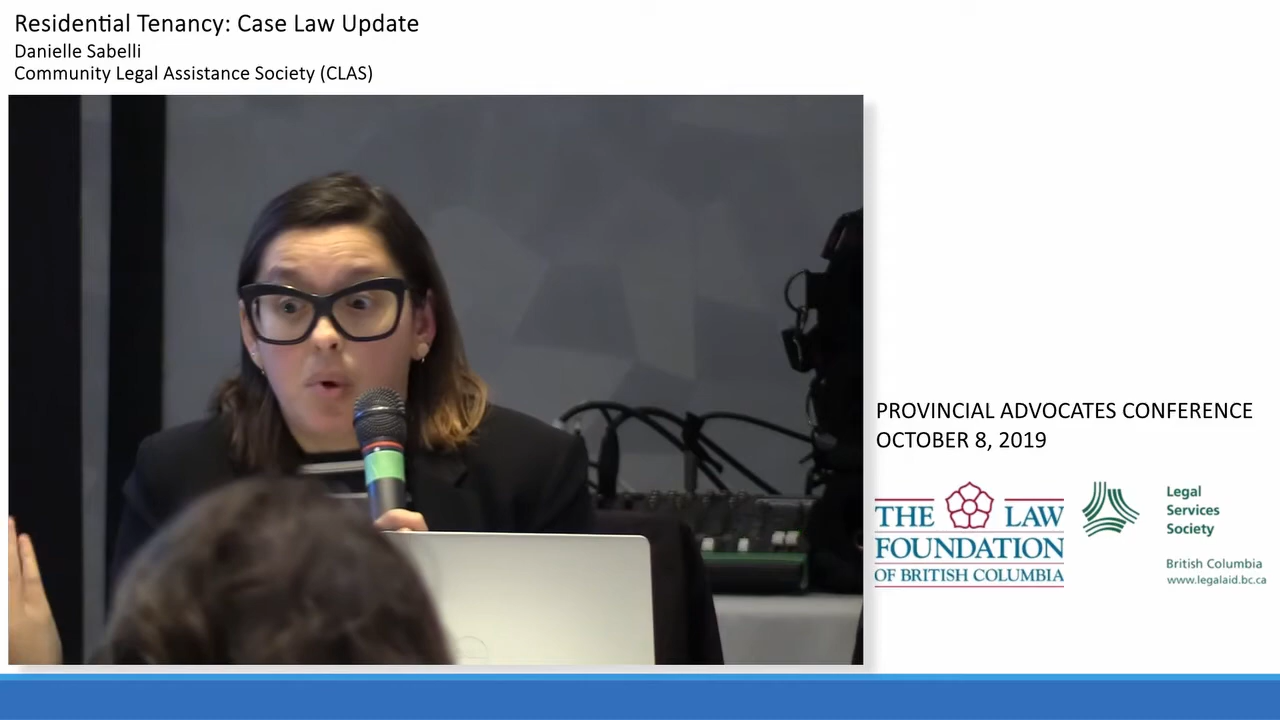 Residential Tenancy: Case Law Update
Danielle Sabelli
Community Legal Assistance Society (CLAS)
PROVINCIAL ADVOCATES CONFERENCE
OCTOBER 8, 2019
THE LAW
FOUNDATION
OF BRITISH COLUMBIA
Legal
Services
Society
British Columbia
www.legalaid.bc.ca